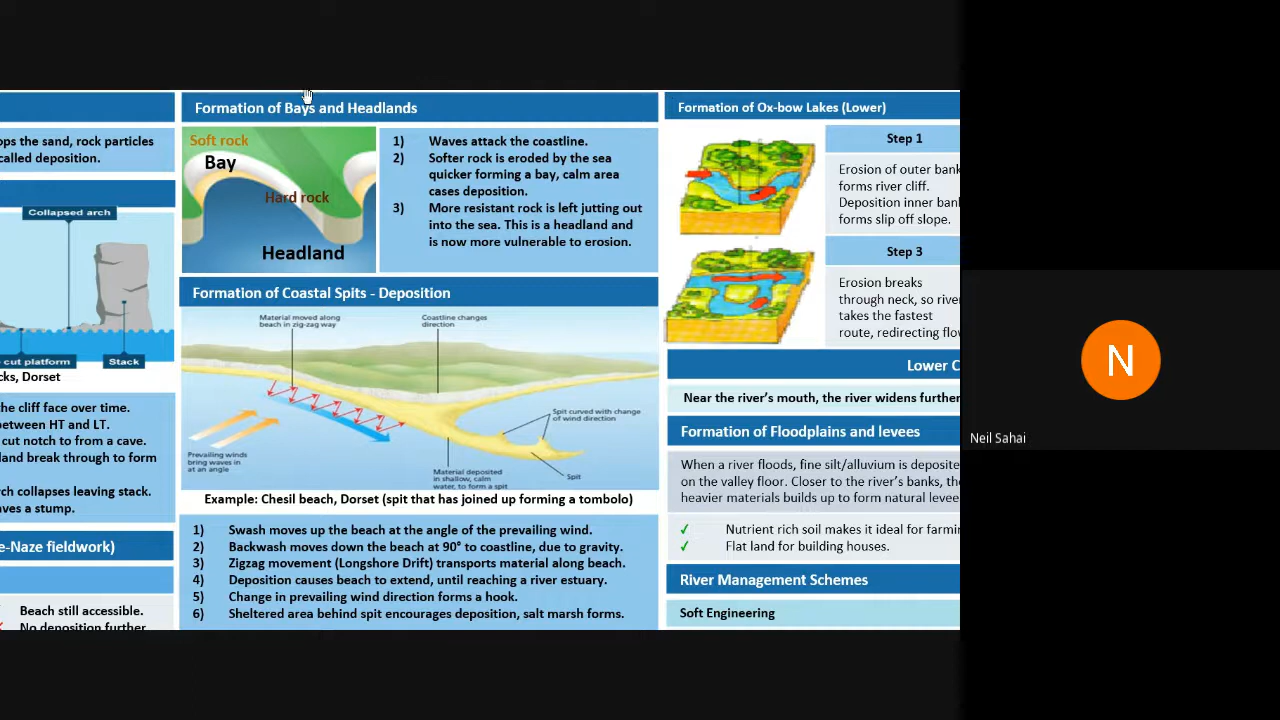 ops the sand, rock particles
called deposition.
Collapsed arch
cut platform
Stack
cks, Dorset
he cliff face over time.
between HT and LT.
cut notch to from a cave.
land break through to form
rch collapses leaving stack.
aves a stump.
e-Naze fieldwork)
Beach still accessible.
No deposition further
Formation of Bays and Headlands
Soft rock
Bay
Hard rock
Headland
1) Waves attack the coastline.
2) Softer rock is eroded by the sea
quicker forming a bay, calm area
cases deposition.
3) More resistant rock is left jutting out
into the sea. This is a headland and
is now more vulnerable to erosion.
Formation of Coastal Spits - Deposition
Material moved along
beach in zig-zag way
Coastline changes
direction
Spit curved with change
of wind direction
Prevailing winds
bring waves in
at an angle
Material deposited
in shallow, calm
water, to form a spit
Spit
Example: Chesil beach, Dorset (spit that has joined up forming a tombolo)
1) Swash moves up the beach at the angle of the prevailing wind.
2) Backwash moves down the beach at 90° to coastline, due to gravity.
3) Zigzag movement (Longshore Drift) transports material along beach.
4) Deposition causes beach to extend, until reaching a river estuary.
5) Change in prevailing wind direction forms a hook.
6) Sheltered area behind spit encourages deposition, salt marsh forms.
Formation of Ox-bow Lakes (Lower)
Step 1
Erosion of outer bank
forms river cliff.
Deposition inner ban
forms slip off slope.
Step 3
Erosion breaks
through neck, so river
takes the fastest
route, redirecting flo
Lower C
Near the river's mouth, the river widens further
Formation of Floodplains and levees
When a river floods, fine silt/alluvium is deposite
on the valley floor. Closer to the river's banks, the
heavier materials builds up to form natural levee
✓ Nutrient rich soil makes it ideal for farmin
✓ Flat land for building houses.
River Management Schemes
Soft Engineering
N
Neil Sahai